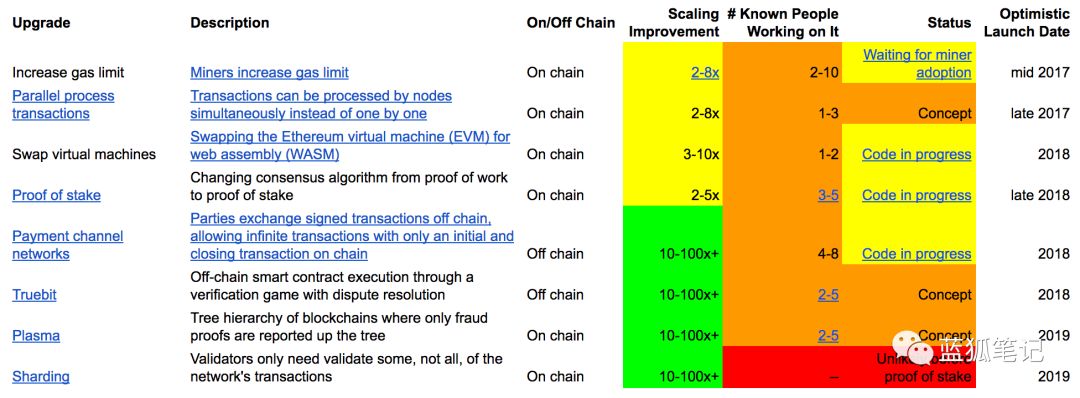 Upgrade Description On/Off Chain Scaling Improvement # Known People Working on It Status Optimistic Launch Date
Increase gas limit Miners increase gas limit On chain 2-8x 2-10 Waiting for miner adoption mid 2017
Parallel process transactions Transactions can be processed by nodes simultaneously instead of one by one On chain 2-8x 1-3 Concept late 2017
Swap virtual machines Swapping the Ethereum virtual machine (EVM) for web assembly (WASM) On chain 3-10x 1-2 Code in progress 2018
Proof of stake Changing consensus algorithm from proof of work to proof of stake On chain 2-5x 3-5 Code in progress late 2018
Payment channel networks Parties exchange signed transactions off chain, allowing infinite transactions with only an initial and closing transaction on chain Off chain 10-100x+ 4-8 Code in progress 2018
Truebit Off-chain smart contract execution through a verification game with dispute resolution Off chain 10-100x+ 2-5 Concept 2018
Plasma Tree hierarchy of blockchains where only fraud proofs are reported up the tree On chain 10-100x+ 2-5 Concept 2019
Sharding Validators only need validate some, not all, of the network's transactions On chain 10-100x+ – proof of stake 2019
蓝狐笔记